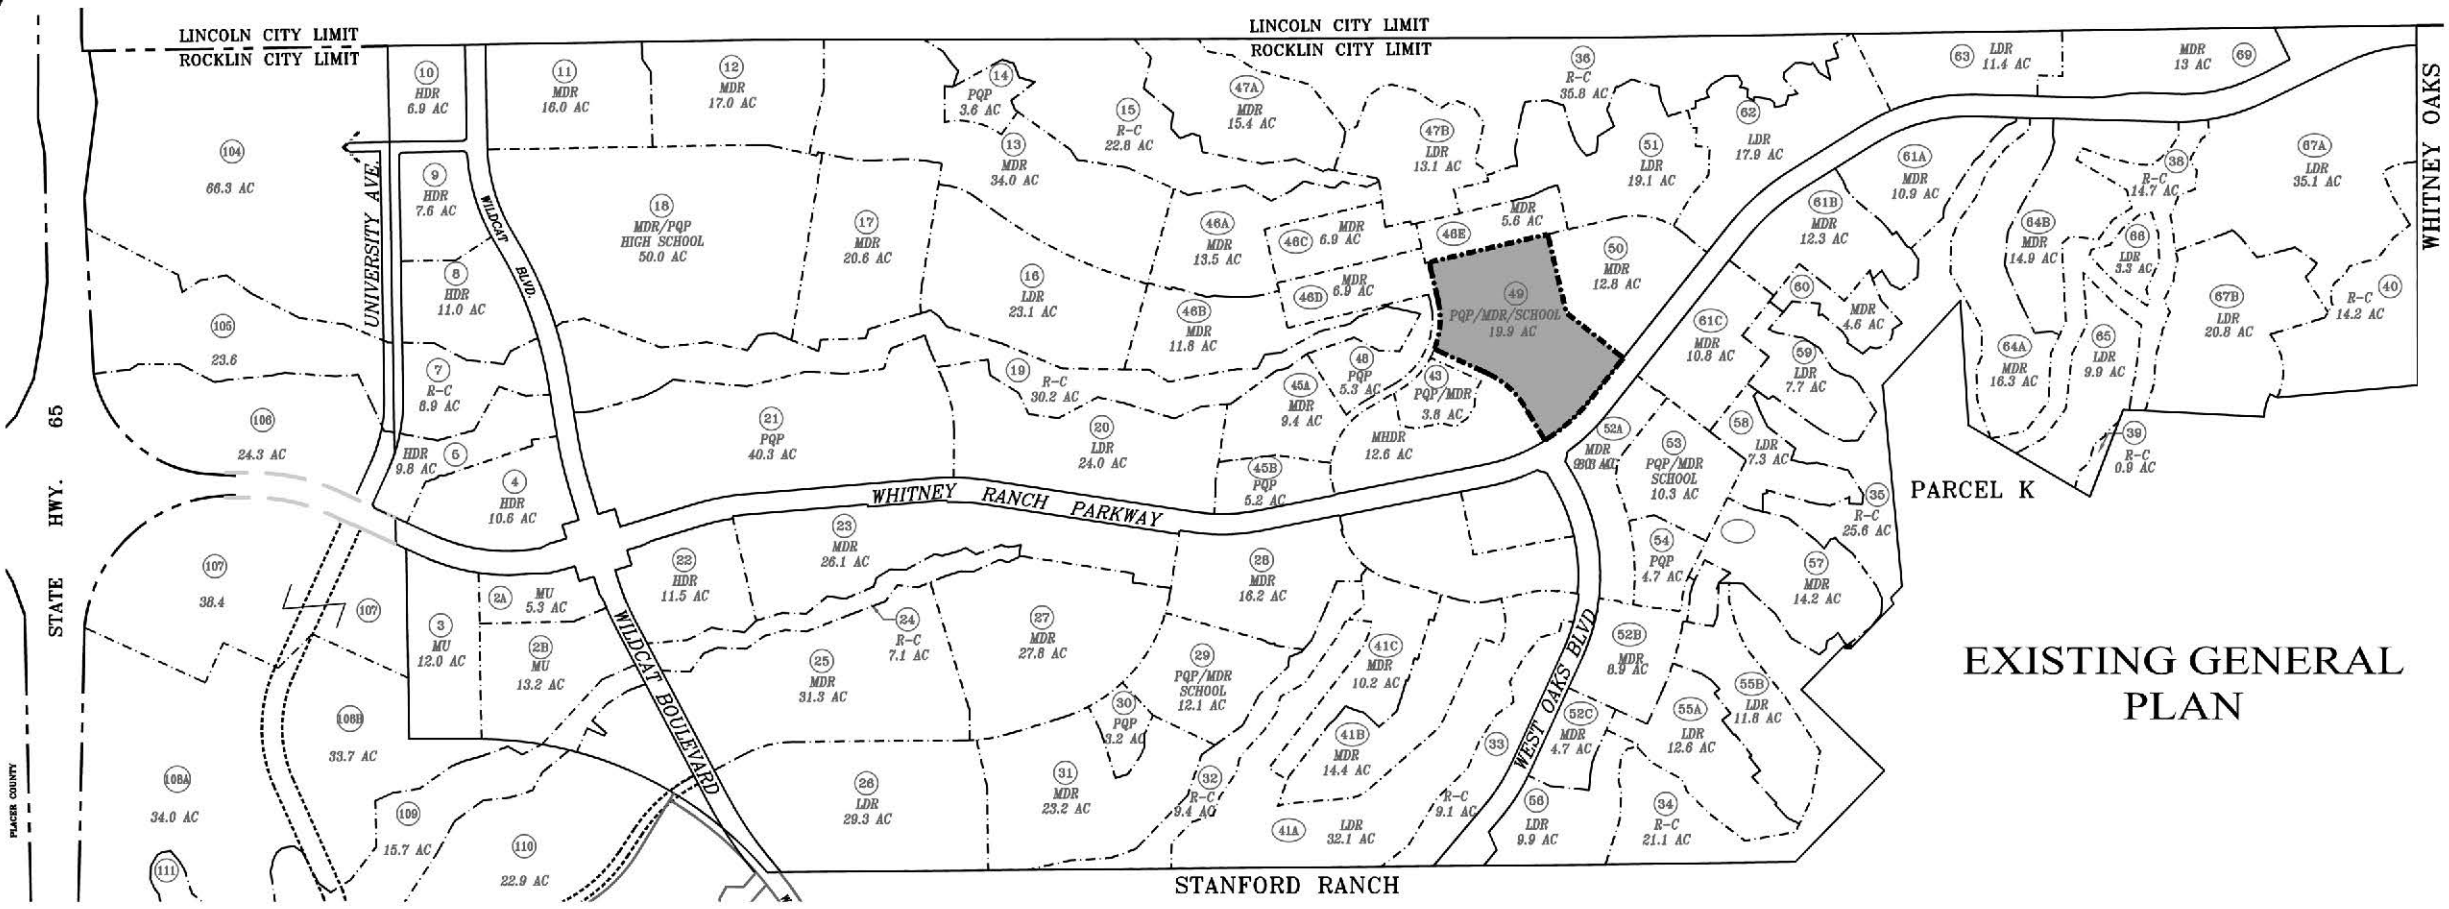 LINCOLN CITY LIMIT
ROCKLIN CITY LIMIT
LINCOLN CITY LIMIT
ROCKLIN CITY LIMIT
10
HDR
6.9 AC
11
MDR
16.0 AC
12
MDR
17.0 AC
14
PQP
3.6 AC
13
MDR
34.0 AC
15
R-C
22.8 AC
47A
MDR
15.4 AC
47B
LDR
13.1 AC
36
R-C
35.8 AC
51
LDR
19.1 AC
62
LDR
17.9 AC
63
LDR
11.4 AC
MDR
13 AC
69
WHITNEY OAKS
104
66.3 AC
UNIVERSITY AVE.
9
HDR
7.6 AC
WILDCAT
BLVD.
8
HDR
11.0 AC
18
MDR/PQP
HIGH SCHOOL
50.0 AC
17
MDR
20.6 AC
16
LDR
23.1 AC
46A
MDR
13.5 AC
46C
MDR
6.9 AC
46D
MDR
6.9 AC
46B
MDR
11.8 AC
46E
MDR
5.6 AC
49
PQP/MDR/SCHOOL
19.9 AC
50
MDR
12.8 AC
61A
MDR
10.9 AC
61B
MDR
12.3 AC
61C
MDR
10.8 AC
60
MDR
4.6 AC
59
LDR
7.7 AC
64B
MDR
14.9 AC
64A
MDR
16.3 AC
65
LDR
9.9 AC
66
LDR
3.3 AC
38
R-C
14.7 AC
67A
LDR
35.1 AC
67B
LDR
20.8 AC
40
R-C
14.2 AC
39
R-C
0.9 AC
105
23.6
106
24.3 AC
7
R-C
6.9 AC
5
HDR
9.8 AC
4
HDR
10.6 AC
21
PQP
40.3 AC
19
R-C
30.2 AC
20
LDR
24.0 AC
45A
MDR
9.4 AC
48
PQP
5.3 AC
43
PQP/MDR
3.8 AC
MHDR
12.6 AC
45B
PQP
5.2 AC
52A
MDR
53
PQP/MDR
SCHOOL
10.3 AC
58
LDR
7.3 AC
35
R-C
25.6 AC
PARCEL K
STATE HWY. 65
WHITNEY RANCH PARKWAY
107
38.4
107
3
MU
12.0 AC
2A
MU
5.3 AC
2B
MU
13.2 AC
22
HDR
11.5 AC
23
MDR
26.1 AC
24
R-C
7.1 AC
25
MDR
31.3 AC
27
MDR
27.8 AC
28
MDR
16.2 AC
29
PQP/MDR
SCHOOL
12.1 AC
30
PQP
3.2 AC
41C
MDR
10.2 AC
41B
MDR
14.4 AC
54
PQP
4.7 AC
57
MDR
14.2 AC
52B
MDR
8.9 AC
52C
MDR
4.7 AC
55A
LDR
12.6 AC
55B
LDR
11.8 AC
WILDCAT BOULEVARD
WEST OAKS BLVD
EXISTING GENERAL
PLAN
PLACER COUNTY
108A
34.0 AC
108B
33.7 AC
109
15.7 AC
110
22.9 AC
111
26
LDR
29.3 AC
31
MDR
23.2 AC
32
R-C
9.4 AC
41A
LDR
32.1 AC
33
R-C
9.1 AC
56
LDR
9.9 AC
34
R-C
21.1 AC
STANFORD RANCH